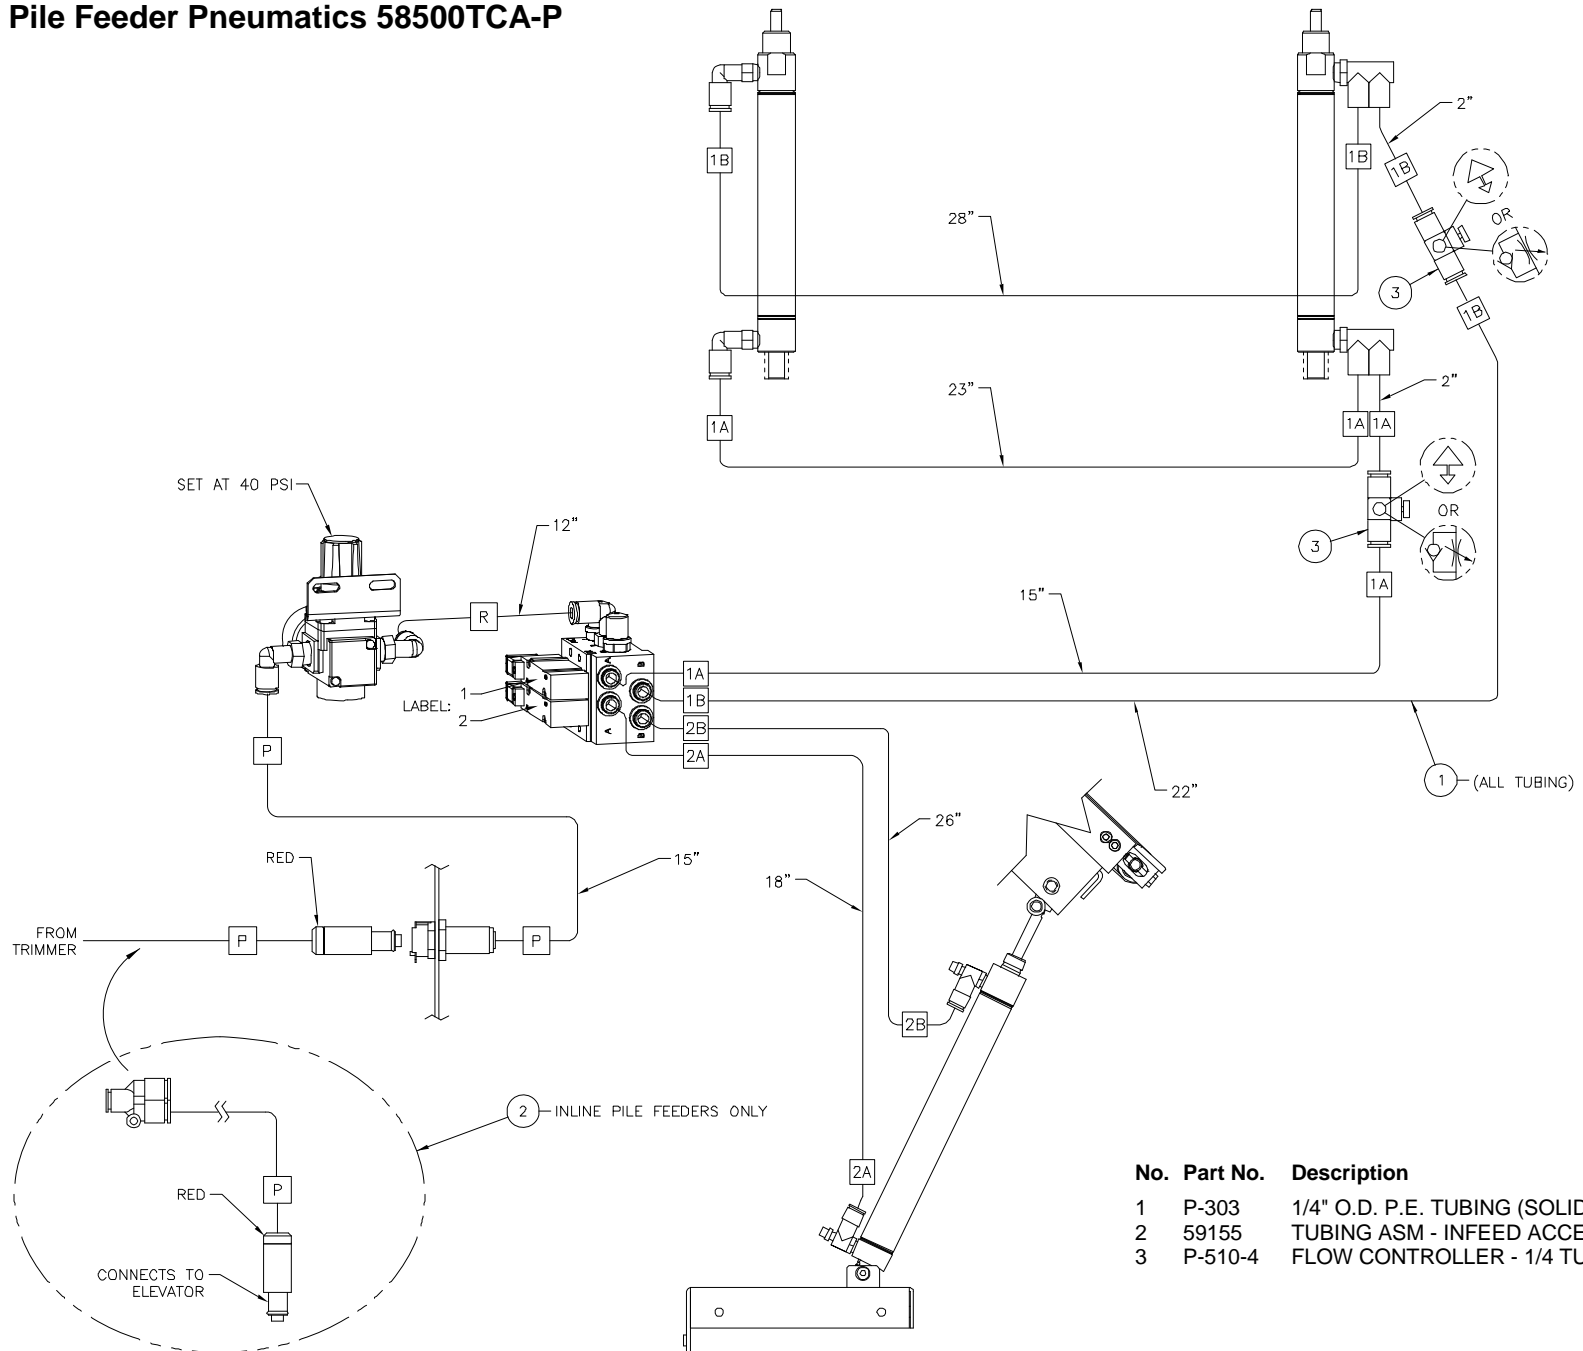 Pile Feeder Pneumatics 58500TCA-P
2"
1B
1B
1B
OR
28"
3
1B
2"
23"
1A
1A
1A
SET AT 40 PSI
12"
OR
3
R
15"
1A
1A
1
1B
LABEL:
2
2B
2A
P
1
(ALL TUBING)
22"
26"
RED
15"
18"
FROM
TRIMMER
P
P
2B
2
INLINE PILE FEEDERS ONLY
2A
P
RED
CONNECTS TO
ELEVATOR
No. Part No. Description
1 P-303 1/4" O.D. P.E. TUBING (SOLID
2 59155 TUBING ASM - INFEED ACCE
3 P-510-4 FLOW CONTROLLER - 1/4 TU